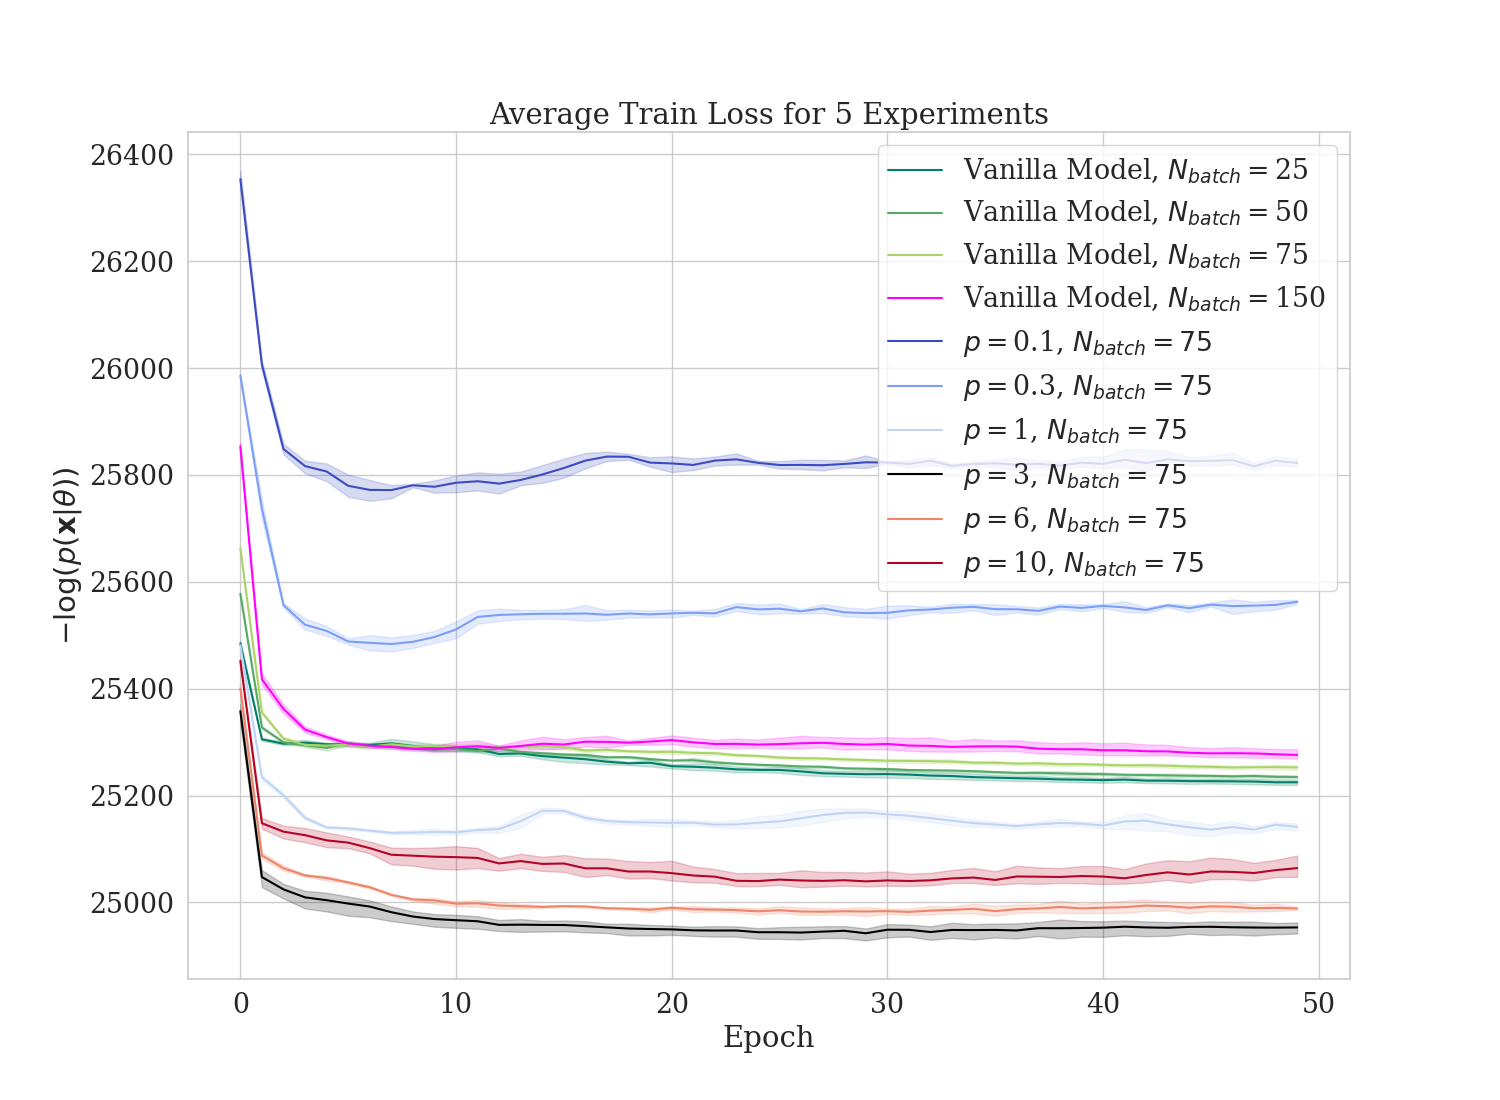 Average Train Loss for 5 Experiments
26400
26200
26000
25800
25600
25400
25200
25000
−log(p(x|θ))
0 10 20 30 40 50
Epoch
Vanilla Model, N_batch = 25
Vanilla Model, N_batch = 50
Vanilla Model, N_batch = 75
Vanilla Model, N_batch = 150
p = 0.1, N_batch = 75
p = 0.3, N_batch = 75
p = 1, N_batch = 75
p = 3, N_batch = 75
p = 6, N_batch = 75
p = 10, N_batch = 75